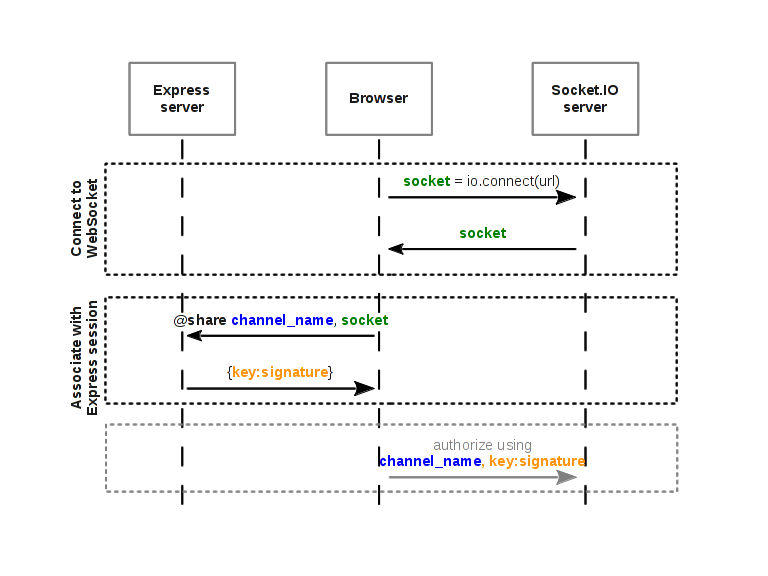 Express
server
Browser
Socket.IO
server
Connect to
WebSocket
socket = io.connect(url)
socket
Associate with
Express session
@share channel_name, socket
{key:signature}
authorize using
channel_name, key:signature